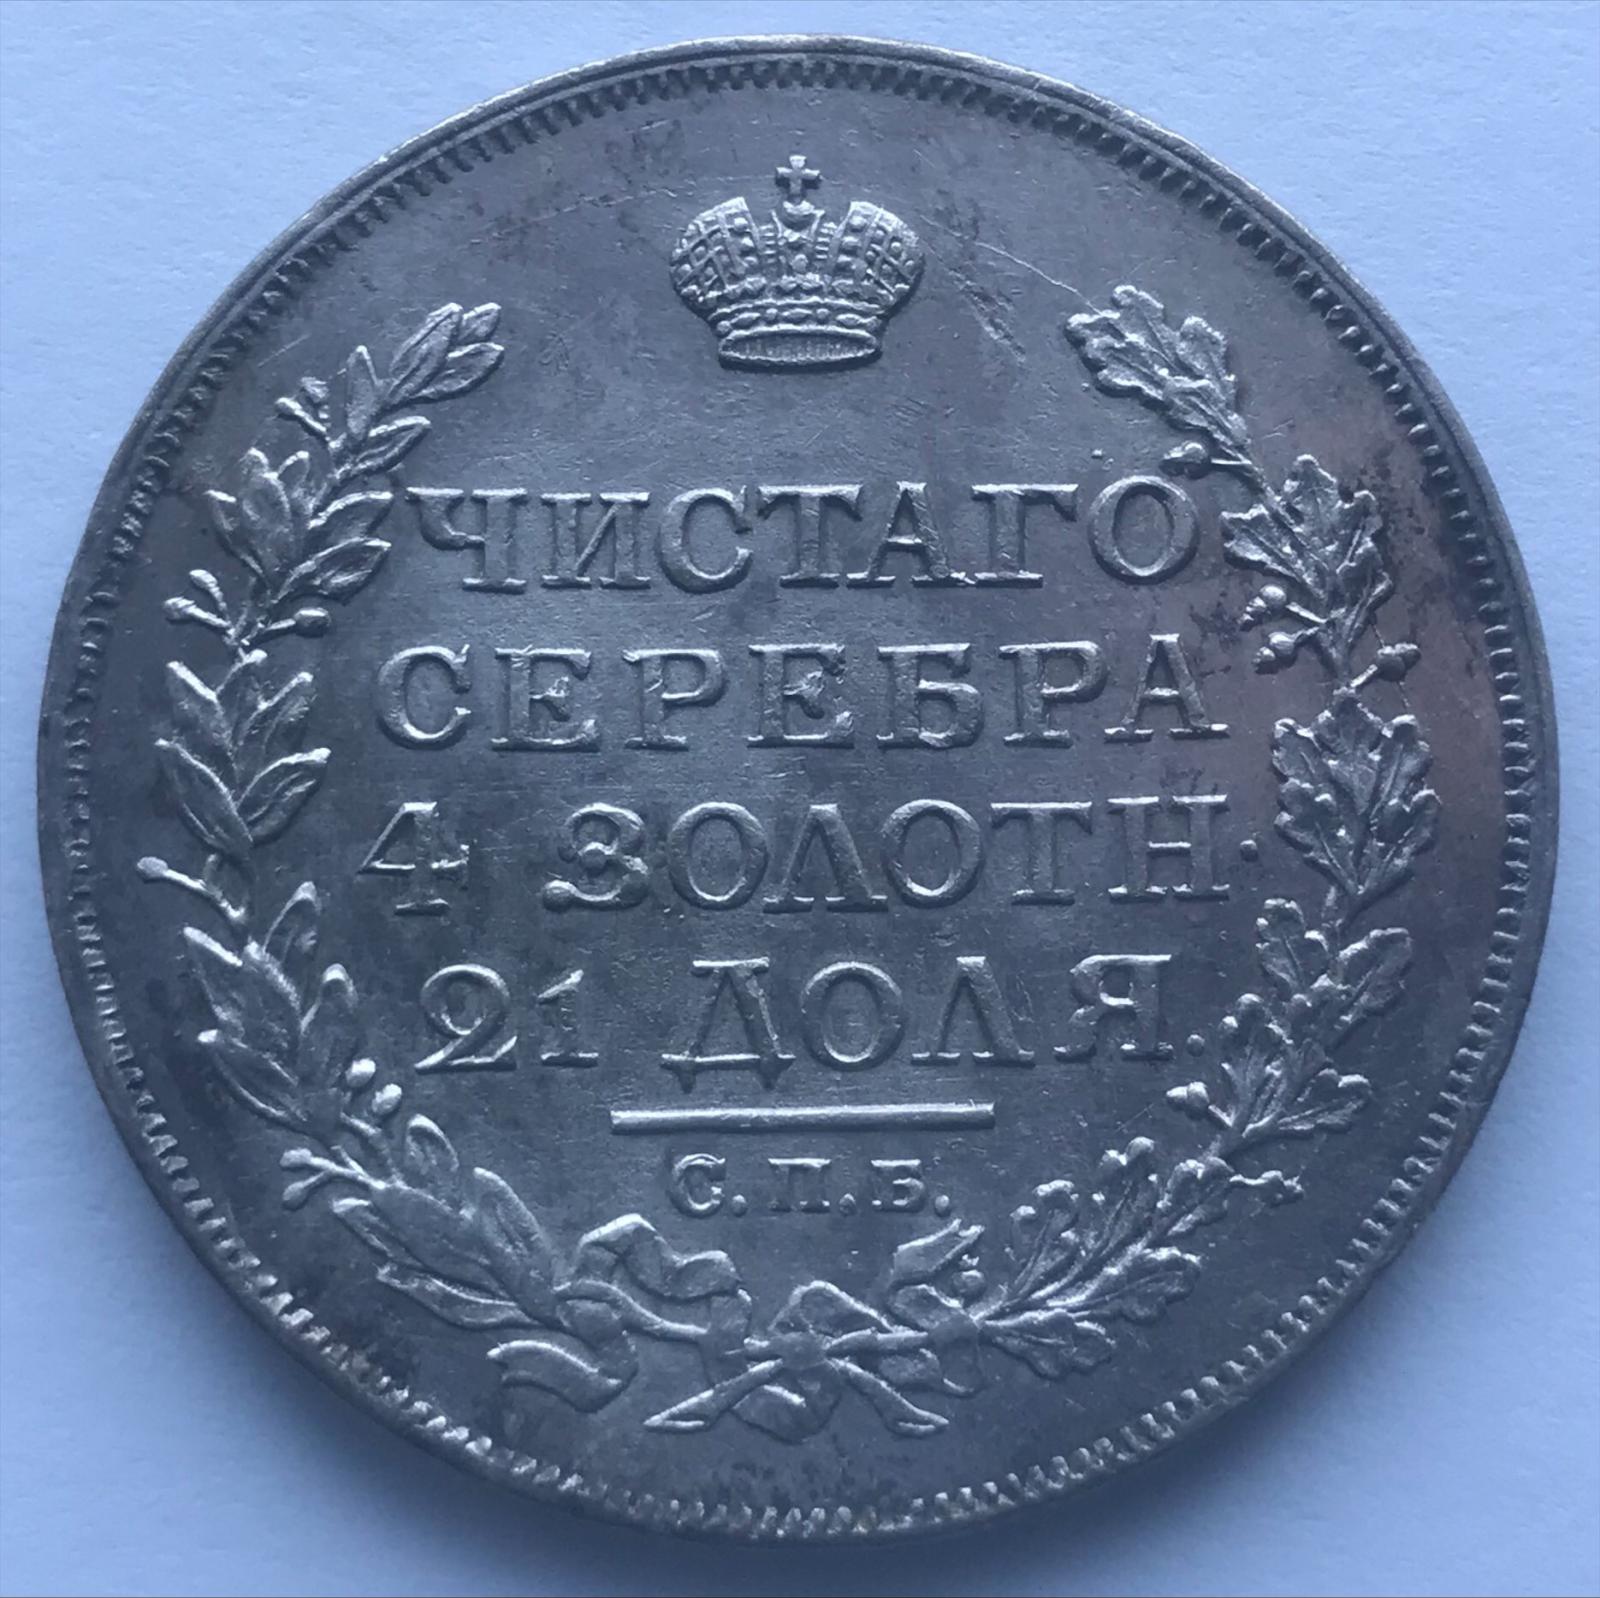 ЧИСТАГО
СЕРЕБРА
4 ЗОЛОТН.
21 ДОЛЯ.
С.П.Б.